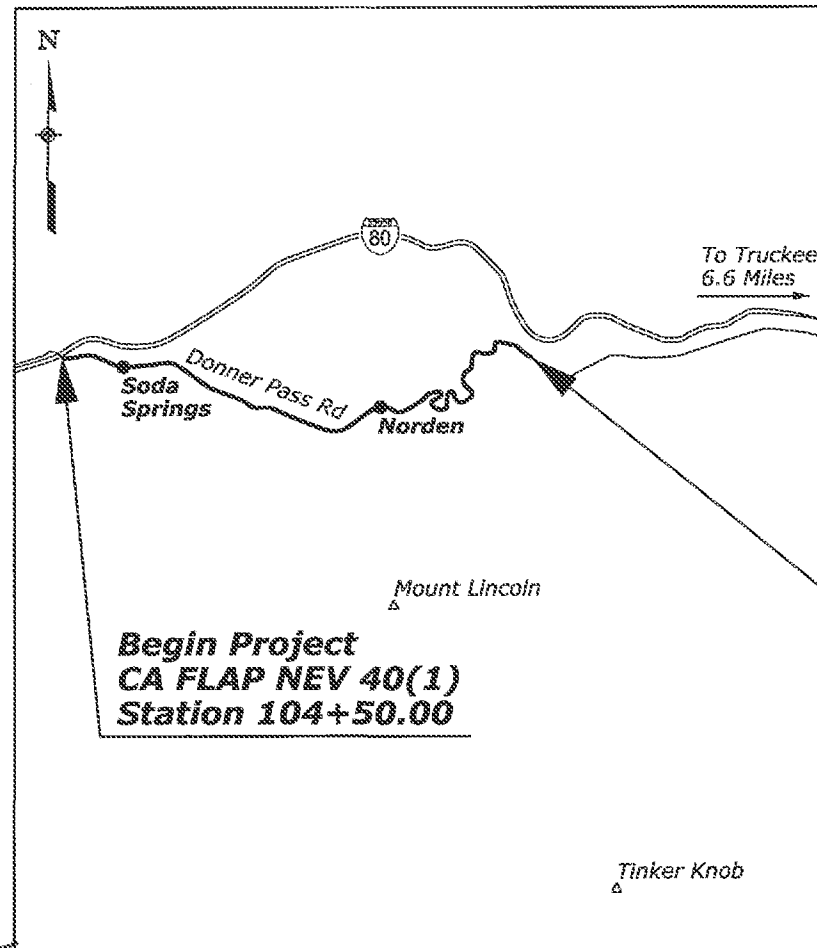 N
80
To Truckee
6.6 Miles
Donner Pass Rd
Soda
Springs
Norden
Mount Lincoln
Begin Project
CA FLAP NEV 40(1)
Station 104+50.00
Tinker Knob